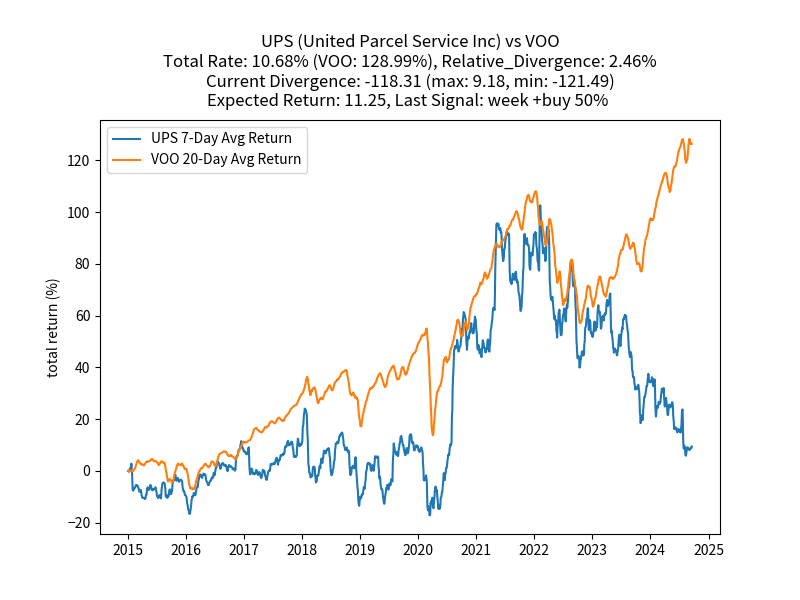 UPS (United Parcel Service Inc) vs VOO
Total Rate: 10.68% (VOO: 128.99%), Relative_Divergence: 2.46%
Current Divergence: -118.31 (max: 9.18, min: -121.49)
Expected Return: 11.25, Last Signal: week +buy 50%
UPS 7-Day Avg Return
VOO 20-Day Avg Return
total return (%)
120
100
80
60
40
20
0
−20
2015 2016 2017 2018 2019 2020 2021 2022 2023 2024 2025